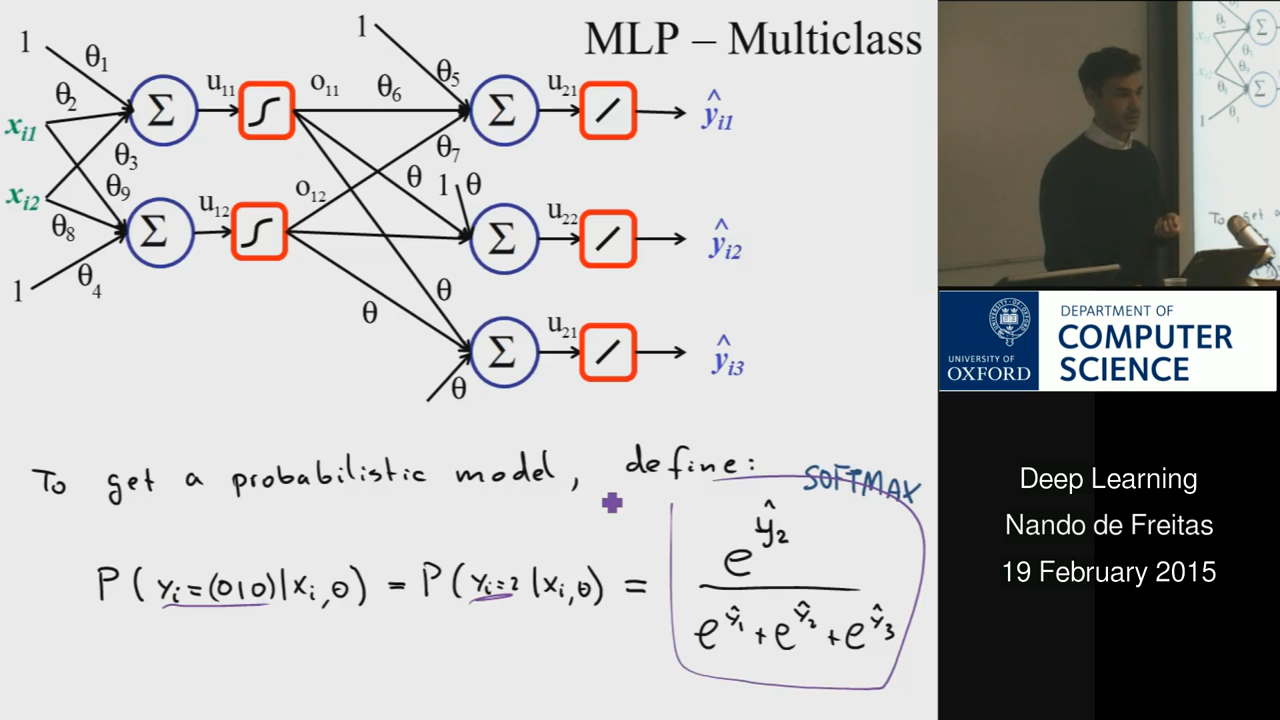 MLP – Multiclass
1
θ1
θ2
xi1
θ3
xi2
θ9
θ8
1
θ4
Σ
u11
o11
Σ
u12
o12
1
θ5
θ6
θ7
θ
1
θ
θ
θ
θ
Σ
u21
ŷi1
Σ
u22
ŷi2
Σ
u21
ŷi3
To get a probabilistic model, define:
SOFTMAX
P(yi=(010)|xi,θ) = P(yi=2|xi,θ) = e^ŷ2 / e^ŷ1 + e^ŷ2 + e^ŷ3
To get
UNIVERSITY OF
OXFORD
DEPARTMENT OF
COMPUTER
SCIENCE
Deep Learning
Nando de Freitas
19 February 2015